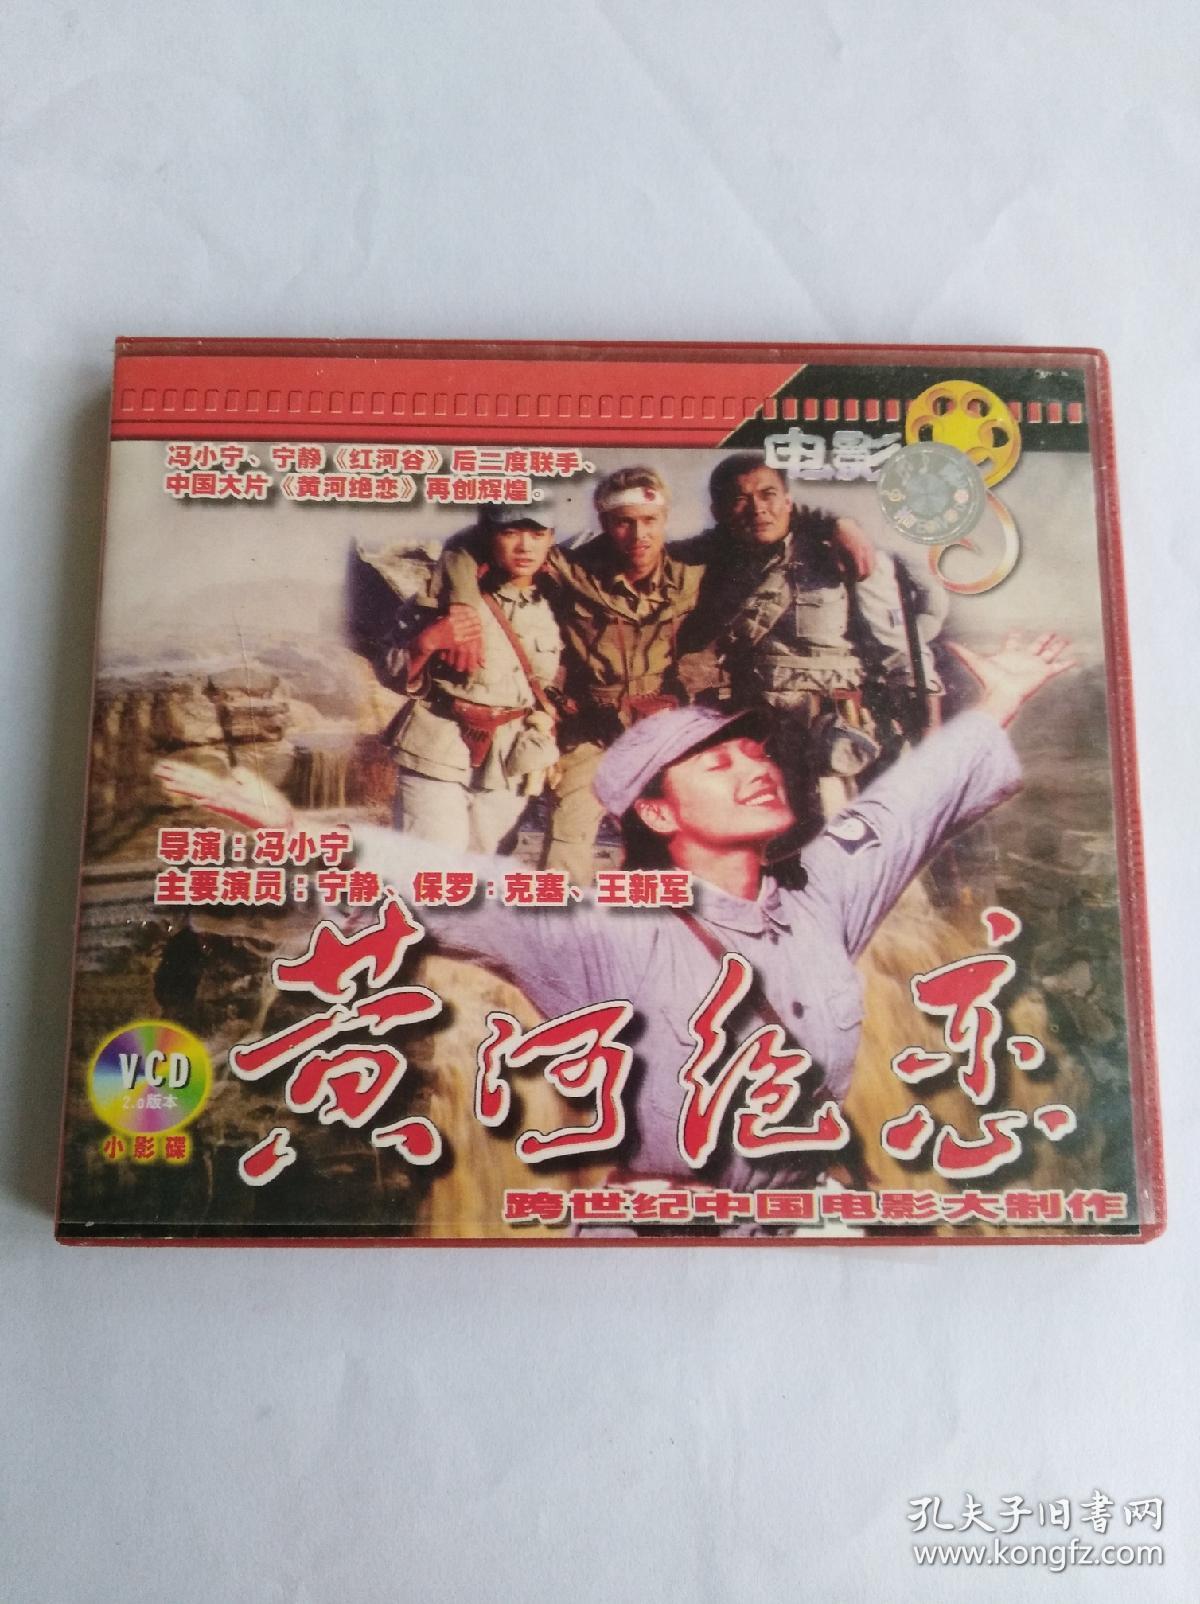 冯小宁、宁静《红河谷》后二度联手、
中国大片《黄河绝恋》再创辉煌。
电影
导演：冯小宁
主要演员：宁静、保罗：克塞、王新军
黄河绝恋
VCD
2.0版本
小影碟
跨世纪中国电影大制作
孔夫子旧书网
www.kongfz.com